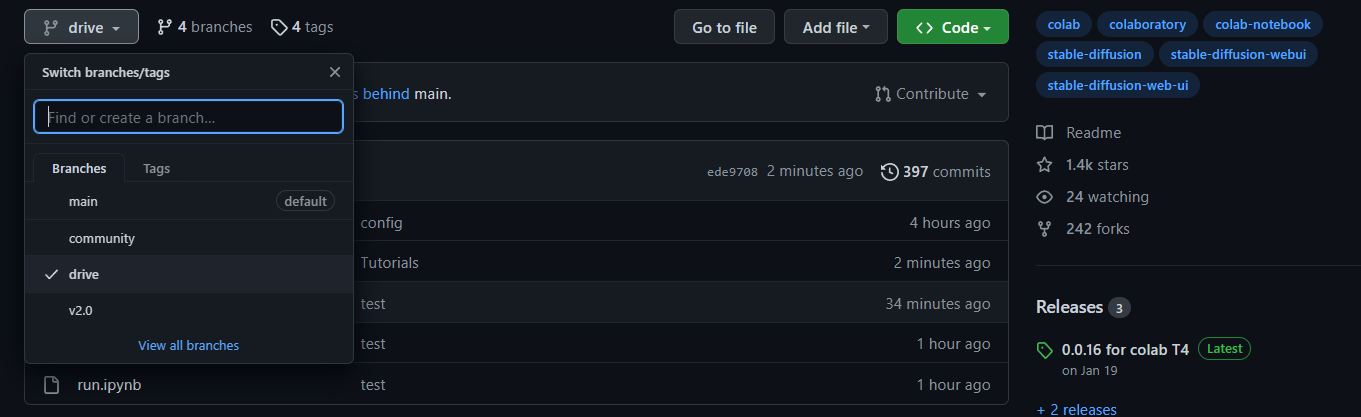 drive
4 branches
4 tags
Go to file
Add file
Code
Switch branches/tags
Find or create a branch...
Branches
Tags
main
default
community
drive
v2.0
View all branches
behind main.
Contribute
ede9708 2 minutes ago
397 commits
config
4 hours ago
Tutorials
2 minutes ago
test
34 minutes ago
test
1 hour ago
run.ipynb
test
1 hour ago
colab
colaboratory
colab-notebook
stable-diffusion
stable-diffusion-webui
stable-diffusion-web-ui
Readme
1.4k stars
24 watching
242 forks
Releases 3
0.0.16 for colab T4
Latest
on Jan 19
+ 2 releases